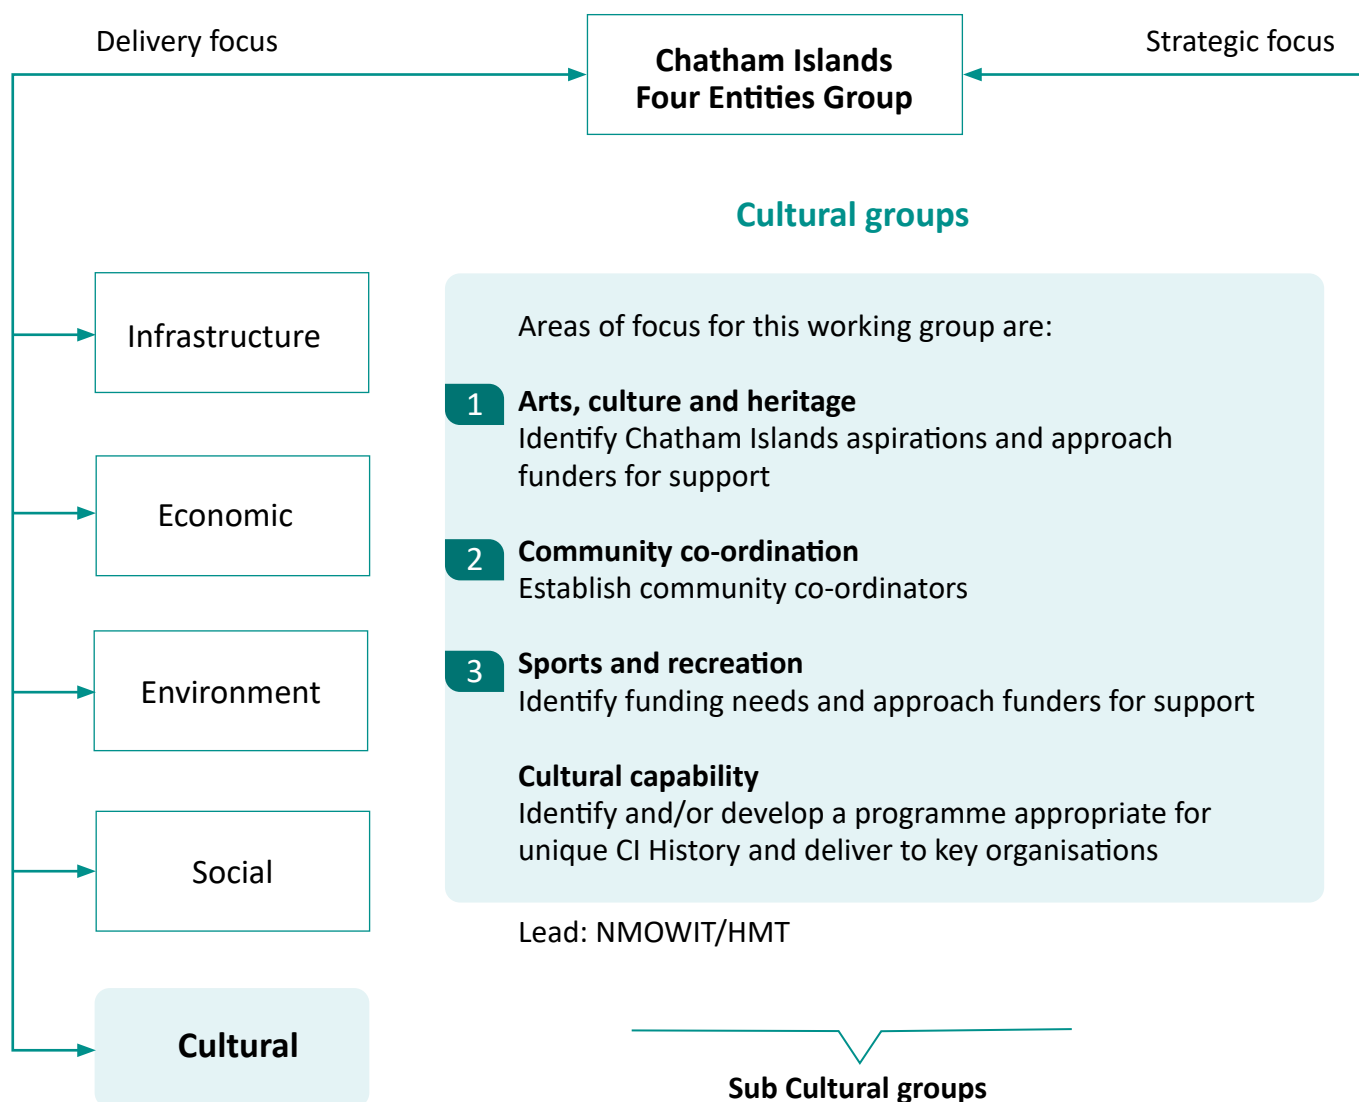 Delivery focus
Chatham Islands
Four Entities Group
Strategic focus
Cultural groups
Infrastructure
Economic
Environment
Social
Cultural
Areas of focus for this working group are:
1 Arts, culture and heritage
Identify Chatham Islands aspirations and approach
funders for support
2 Community co-ordination
Establish community co-ordinators
3 Sports and recreation
Identify funding needs and approach funders for support
Cultural capability
Identify and/or develop a programme appropriate for
unique CI History and deliver to key organisations
Lead: NMOWIT/HMT
Sub Cultural groups